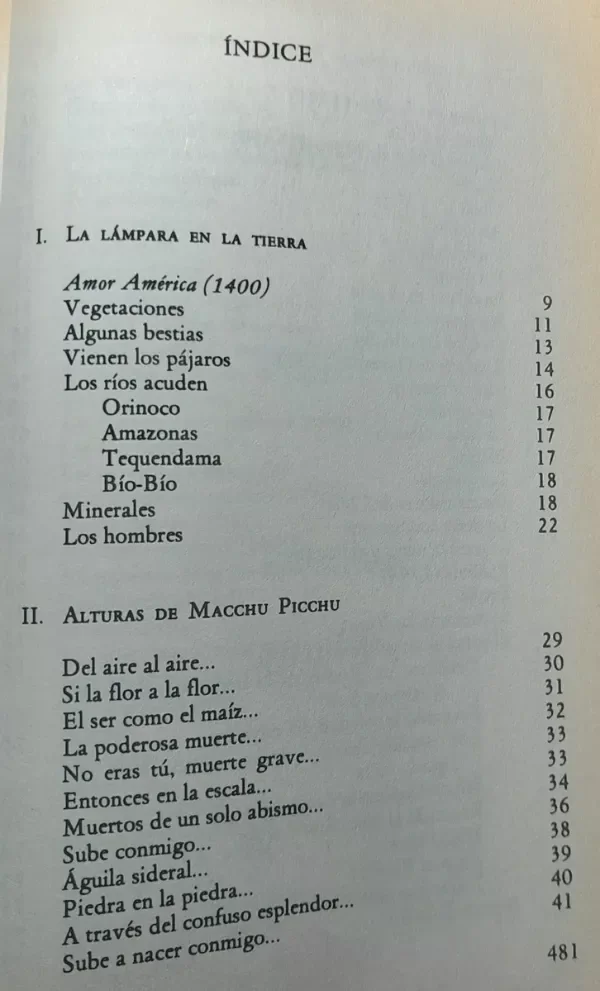 ÍNDICE
I. LA LÁMPARA EN LA TIERRA
Amor América (1400) 9
Vegetaciones 11
Algunas bestias 13
Vienen los pájaros 14
Los ríos acuden 16
Orinoco 17
Amazonas 17
Tequendama 17
Bío-Bío 18
Minerales 18
Los hombres 22
II. ALTURAS DE MACCHU PICCHU
Del aire al aire... 29
Si la flor a la flor... 30
El ser como el maíz... 31
La poderosa muerte... 32
No eras tú, muerte grave... 33
Entonces en la escala... 33
Muertos de un solo abismo... 34
Sube conmigo... 36
Águila sideral... 38
Piedra en la piedra... 39
A través del confuso esplendor... 40
Sube a nacer conmigo... 41
481